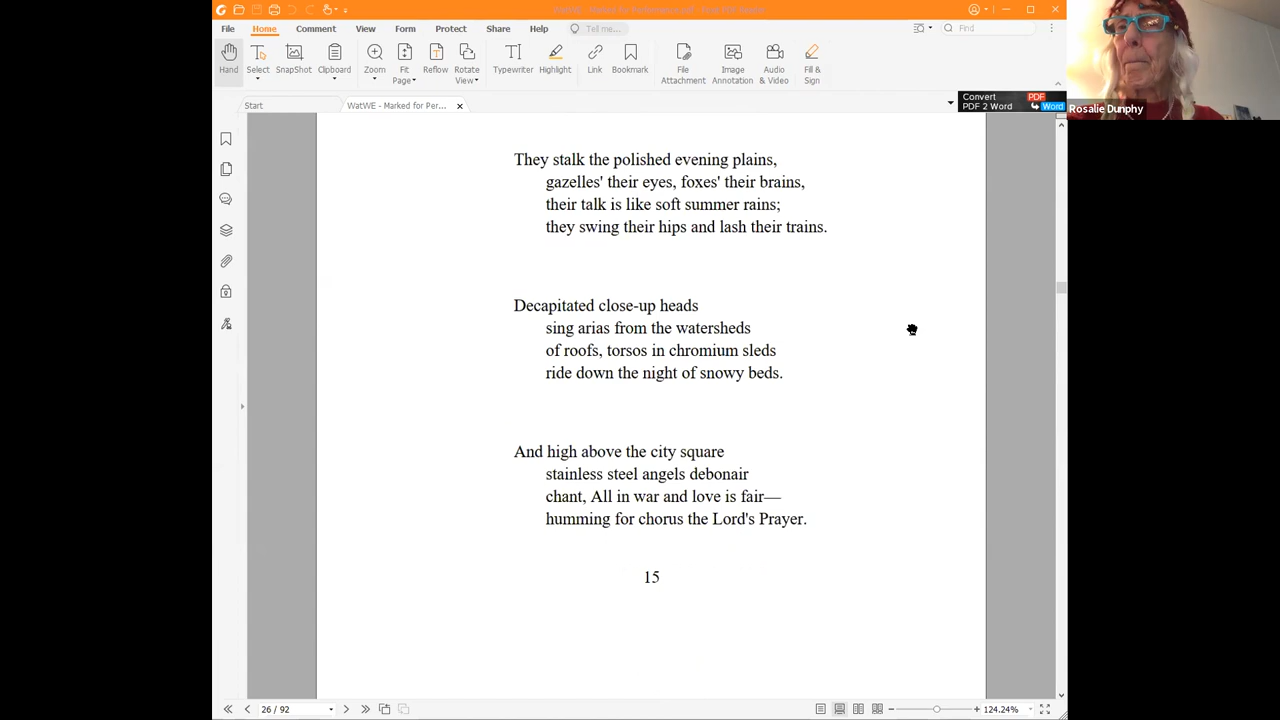 File Home Comment View Form Protect Share Help Tell me... Find
Hand Select SnapShot Clipboard Zoom Fit Page Reflow Rotate View Typewriter Highlight Link Bookmark File Attachment Image Annotation Audio & Video Fill & Sign
Start WatWE - Marked for Per... Convert PDF 2 Word PDF Word
Rosalie Dunphy
They stalk the polished evening plains,
gazelles' their eyes, foxes' their brains,
their talk is like soft summer rains;
they swing their hips and lash their trains.
Decapitated close-up heads
sing arias from the watersheds
of roofs, torsos in chromium sleds
ride down the night of snowy beds.
And high above the city square
stainless steel angels debonair
chant, All in war and love is fair—
humming for chorus the Lord's Prayer.
15
26 / 92 124.24%